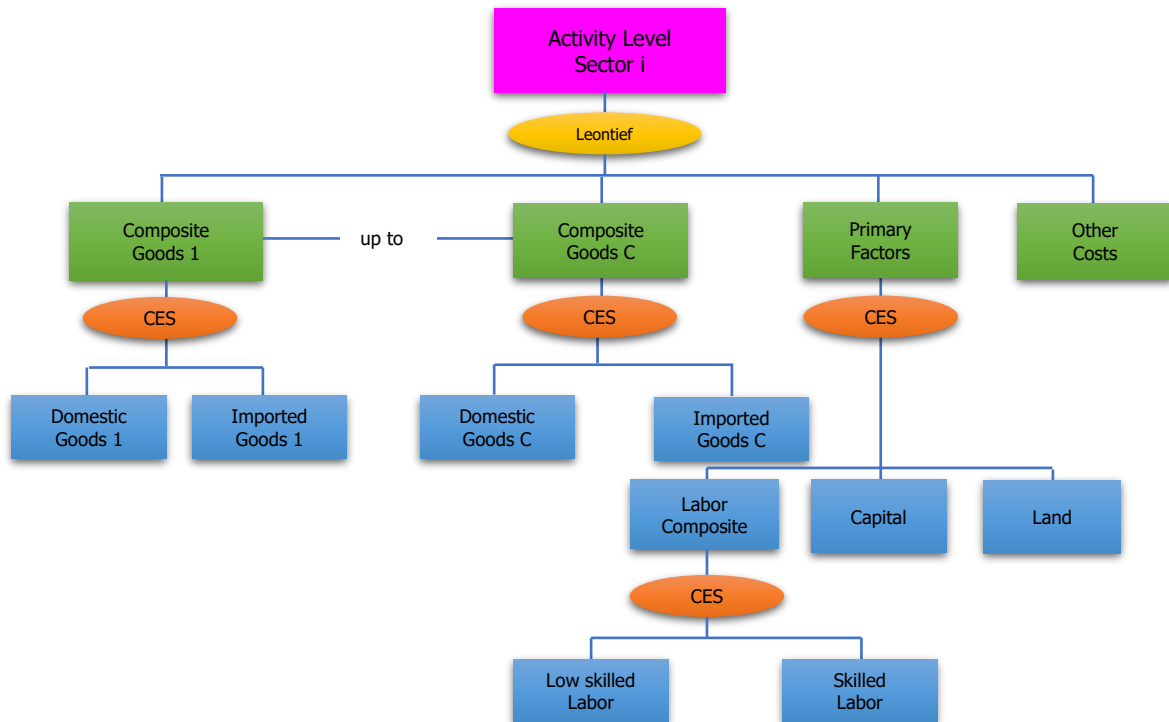 Activity Level
Sector i
Leontief
Composite
Goods 1
up to
Composite
Goods C
Primary
Factors
Other
Costs
CES
CES
CES
Domestic
Goods 1
Imported
Goods 1
Domestic
Goods C
Imported
Goods C
Labor
Composite
Capital
Land
CES
Low skilled
Labor
Skilled
Labor